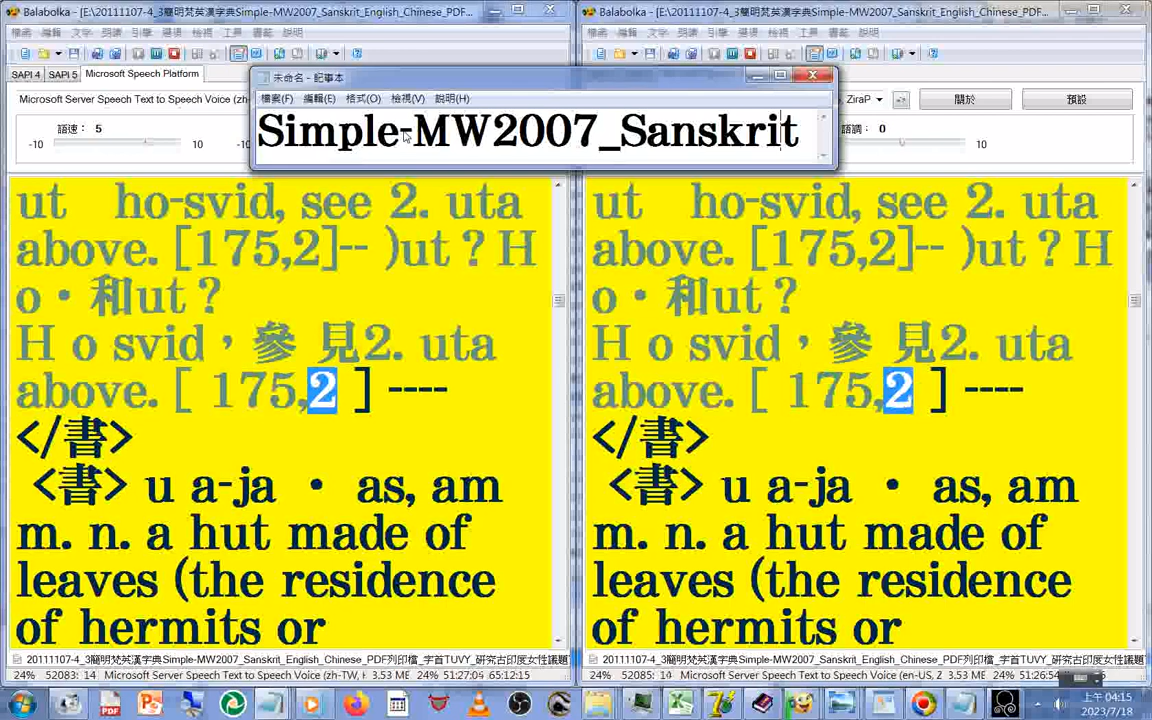 Balabolka - [E:\20111107-4_3簡明梵英漢字典Simple-MW2007_Sanskrit_English_Chinese_PDF...
Balabolka - [E:\20111107-4_3簡明梵英漢字典Simple-MW2007_Sanskrit_English_Chinese_PDF...
SAPI 4 SAPI 5 Microsoft Speech Platform
Microsoft Server Speech Text to Speech Voice (zh-
ZiraP 關於 預設
語速: 5
語調: 0
-10 10
10
未命名 - 記事本
檔案(F) 編輯(E) 格式(O) 檢視(V) 說明(H)
Simple-MW2007_Sanskrit
ut ho-svid, see 2. uta
above. [175,2]-- )ut ? H
o・和ut ?
H o svid，參 見2. uta
above. [ 175,2 ] ----
</書>
<書> u a-ja ・ as, am
m. n. a hut made of
leaves (the residence
of hermits or
ut ho-svid, see 2. uta
above. [175,2]-- )ut ? H
o・和ut ?
H o svid，參 見2. uta
above. [ 175,2 ] ----
</書>
<書> u a-ja ・ as, am
m. n. a hut made of
leaves (the residence
of hermits or
20111107-4_3簡明梵英漢字典Simple-MW2007_Sanskrit_English_Chinese_PDF列印檔_字首TUVY_研究古印度女性議題
20111107-4_3簡明梵英漢字典Simple-MW2007_Sanskrit_English_Chinese_PDF列印檔_字首TUVY_研究古印度女性議題
24% 52083: 14 Microsoft Server Speech Text to Speech Voice (zh-TW, H 3.53 ME 51:27:04 65:12:15
24% 52085: 14 Microsoft Server Speech Text to Speech Voice (en-US, Z 3.53 ME 51:26:54
上午 04:15
2023/7/18